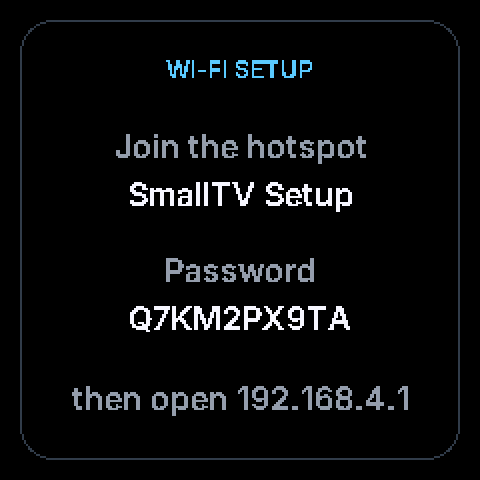 WI-FI SETUP
Join the hotspot
SmallTV Setup
Password
Q7KM2PX9TA
then open 192.168.4.1